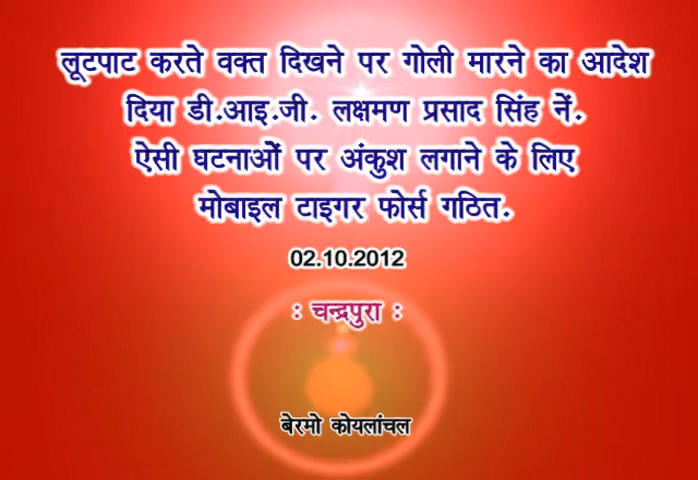 लूटपाट करते वक्त दिखने पर गोली मारने का आदेश
दिया डी.आइ.जी. लक्षमण प्रसाद सिंह नें.
ऐसी घटनाओं पर अंकुश लगाने के लिए
मोबाइल टाइगर फोर्स गठित.
02.10.2012
: चन्द्रपुरा :
बेरमो कोयलांचल